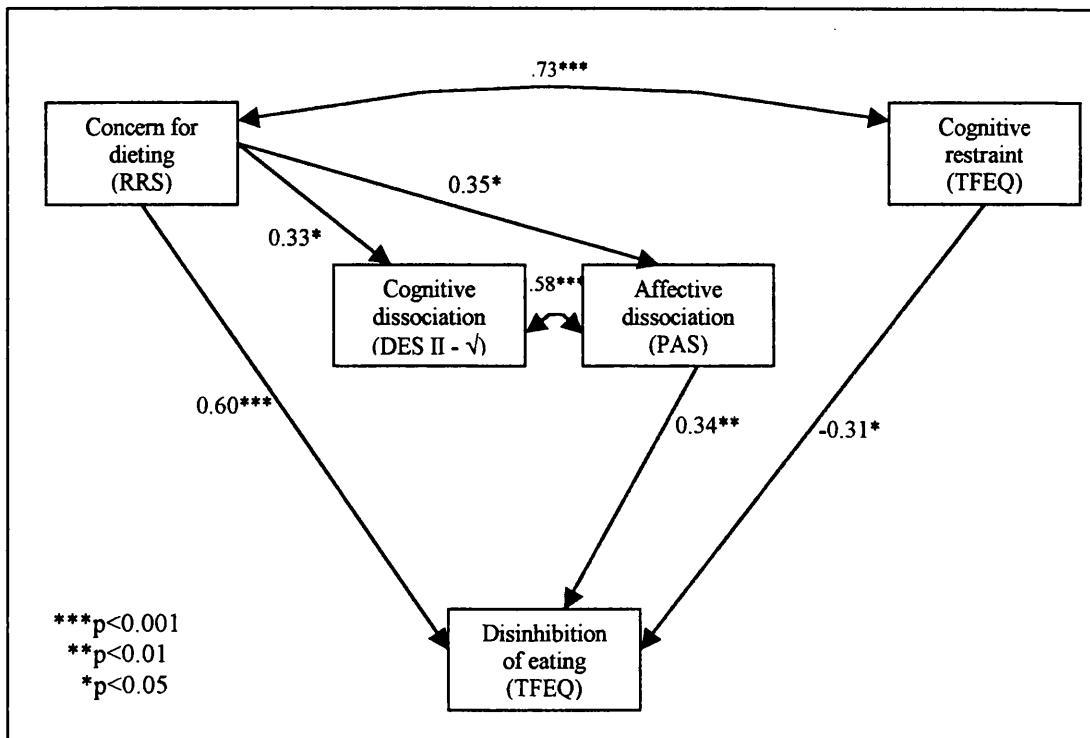 .73***
Concern for
dieting
(RRS)
Cognitive
restraint
(TFEQ)
0.35*
0.33*
Cognitive
dissociation
(DES II - √)
.58***
Affective
dissociation
(PAS)
0.60***
0.34**
-0.31*
***p<0.001
**p<0.01
*p<0.05
Disinhibition
of eating
(TFEQ)